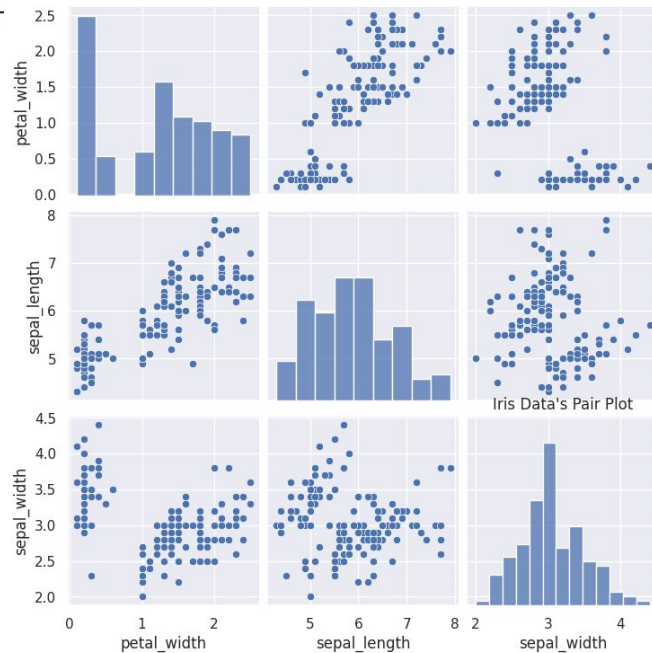 2.5
2.0
1.5
1.0
0.5
0.0
petal_width
8
7
6
5
sepal_length
Iris Data's Pair Plot
4.5
4.0
3.5
3.0
2.5
2.0
sepal_width
0 1 2
5 6 7 8
2 3 4
petal_width sepal_length sepal_width